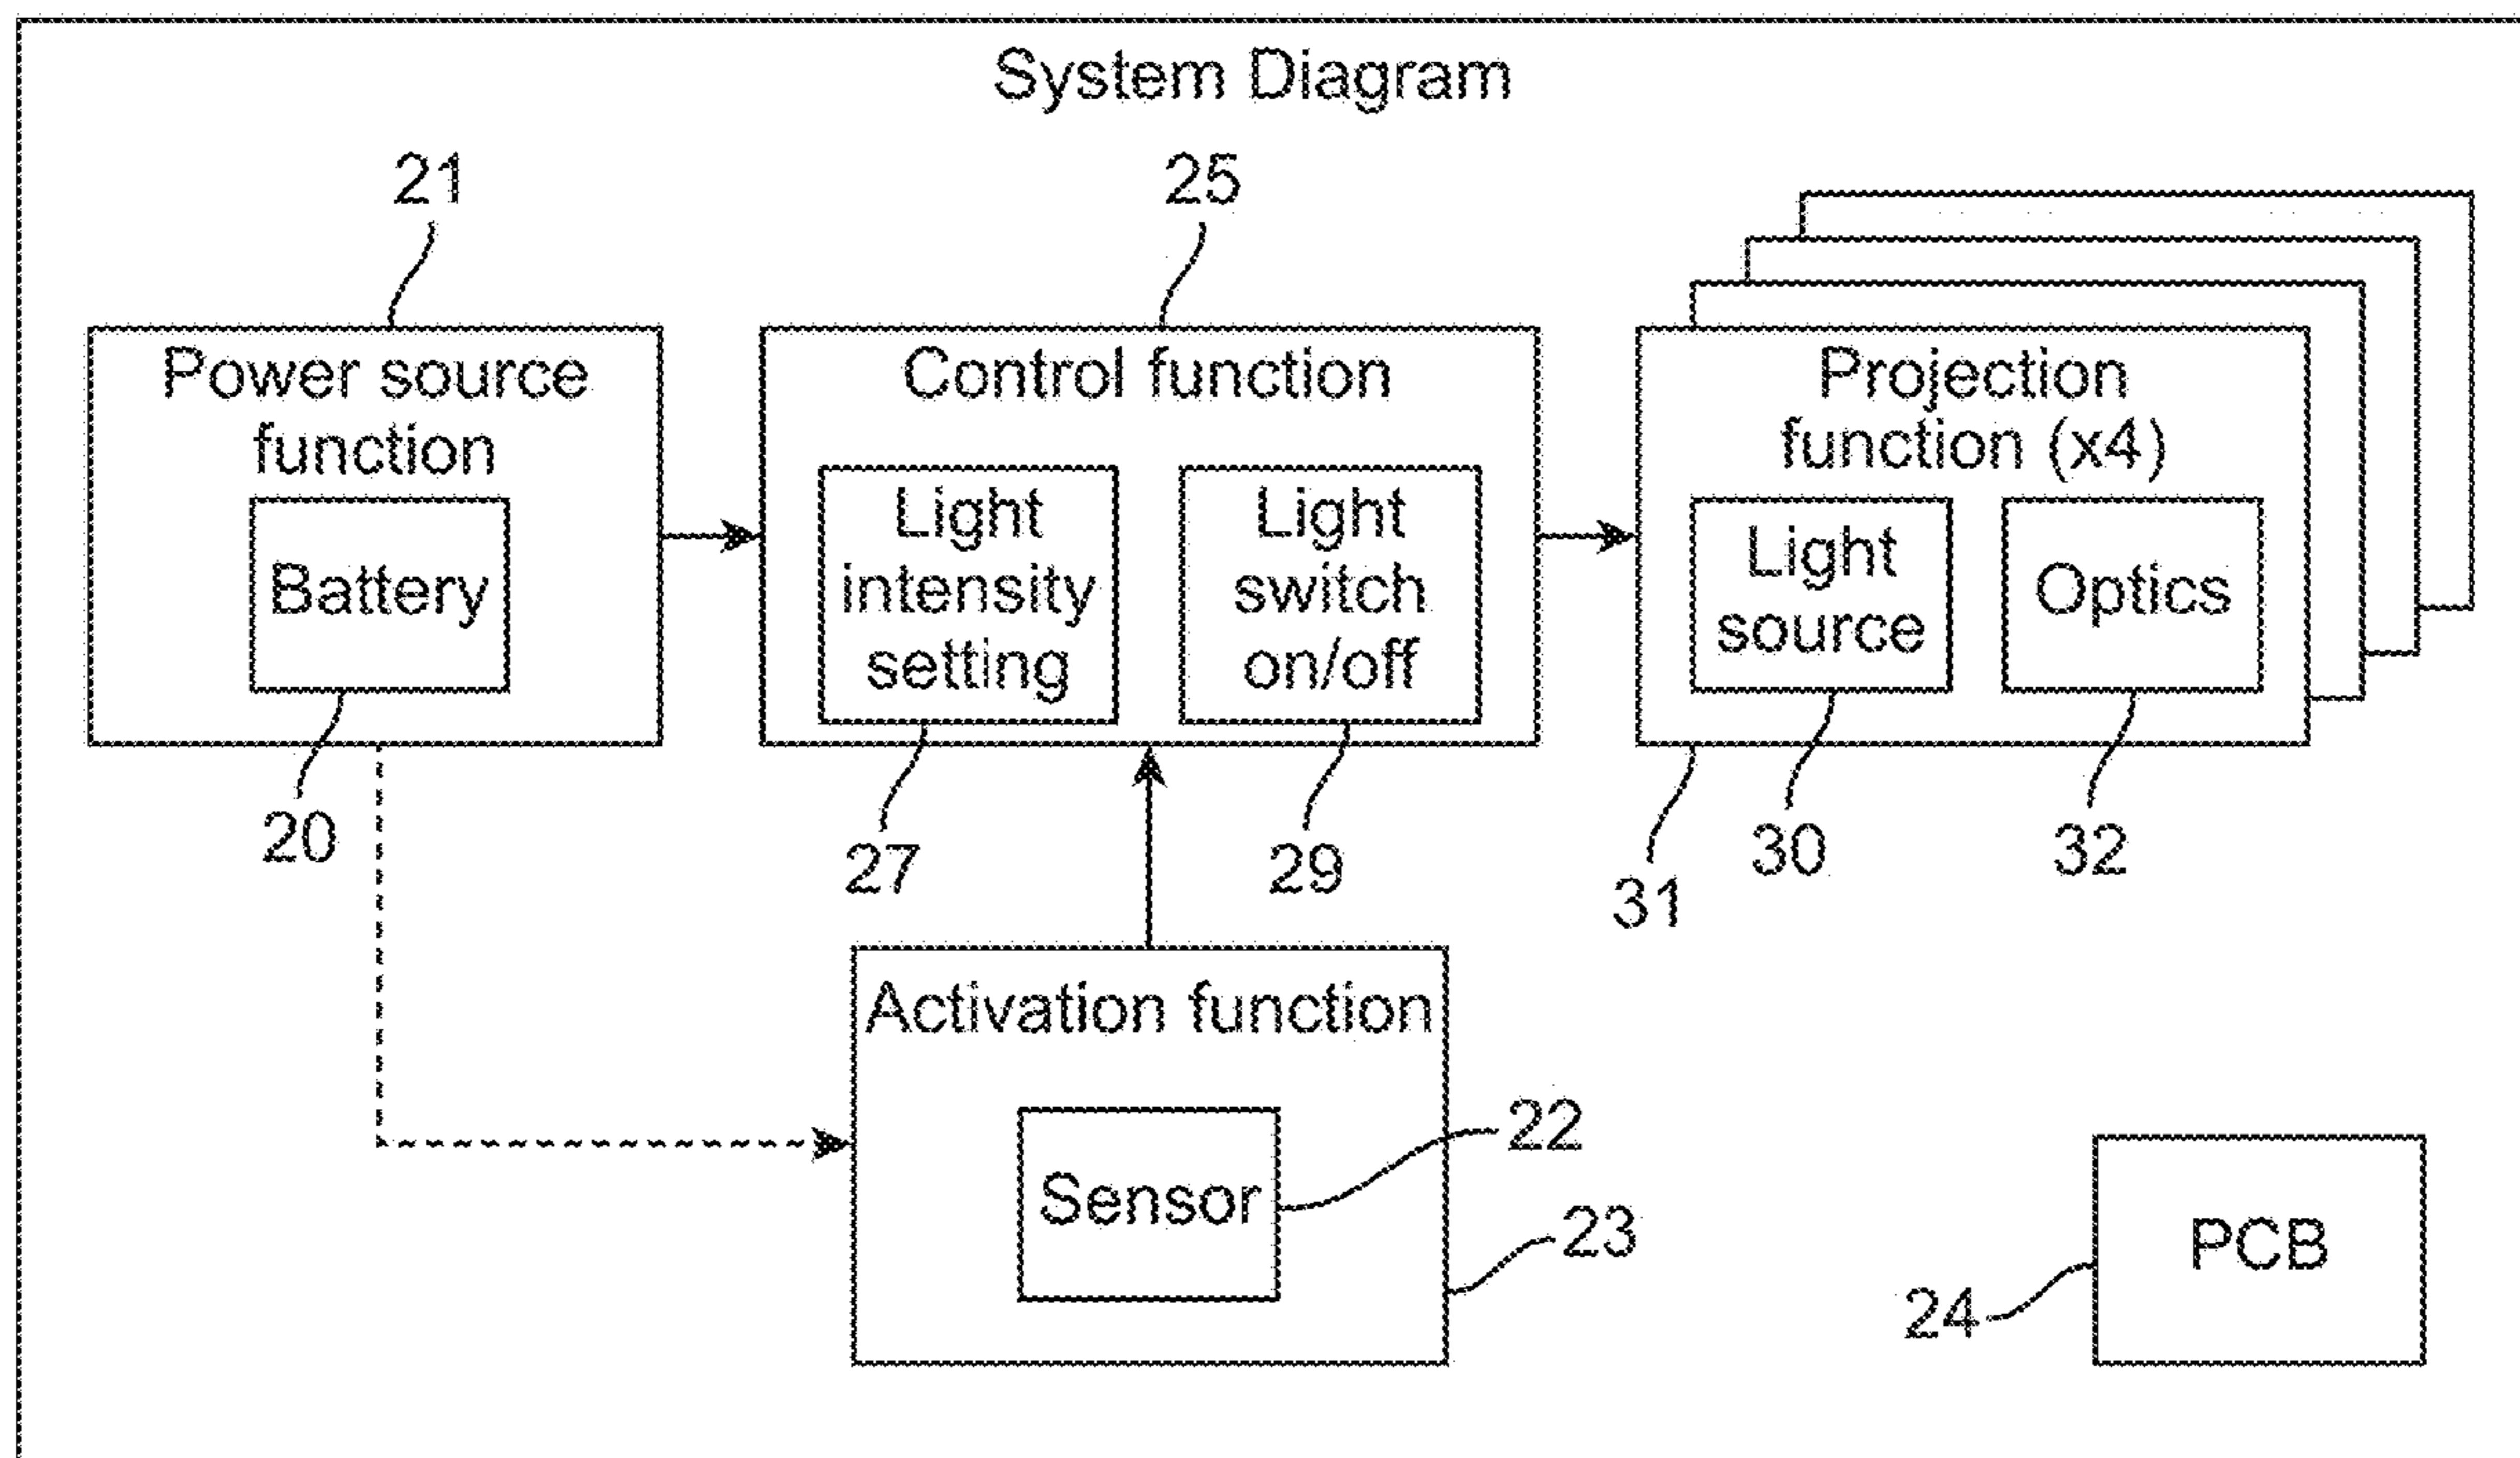 System Diagram
21
25
Power source
function
Battery
20
Control function
Light
intensity
setting
Light
switch
on/off
27
29
Projection
function (x4)
Light
source
Optics
31
30
32
Activation function
Sensor
22
23
24
PCB